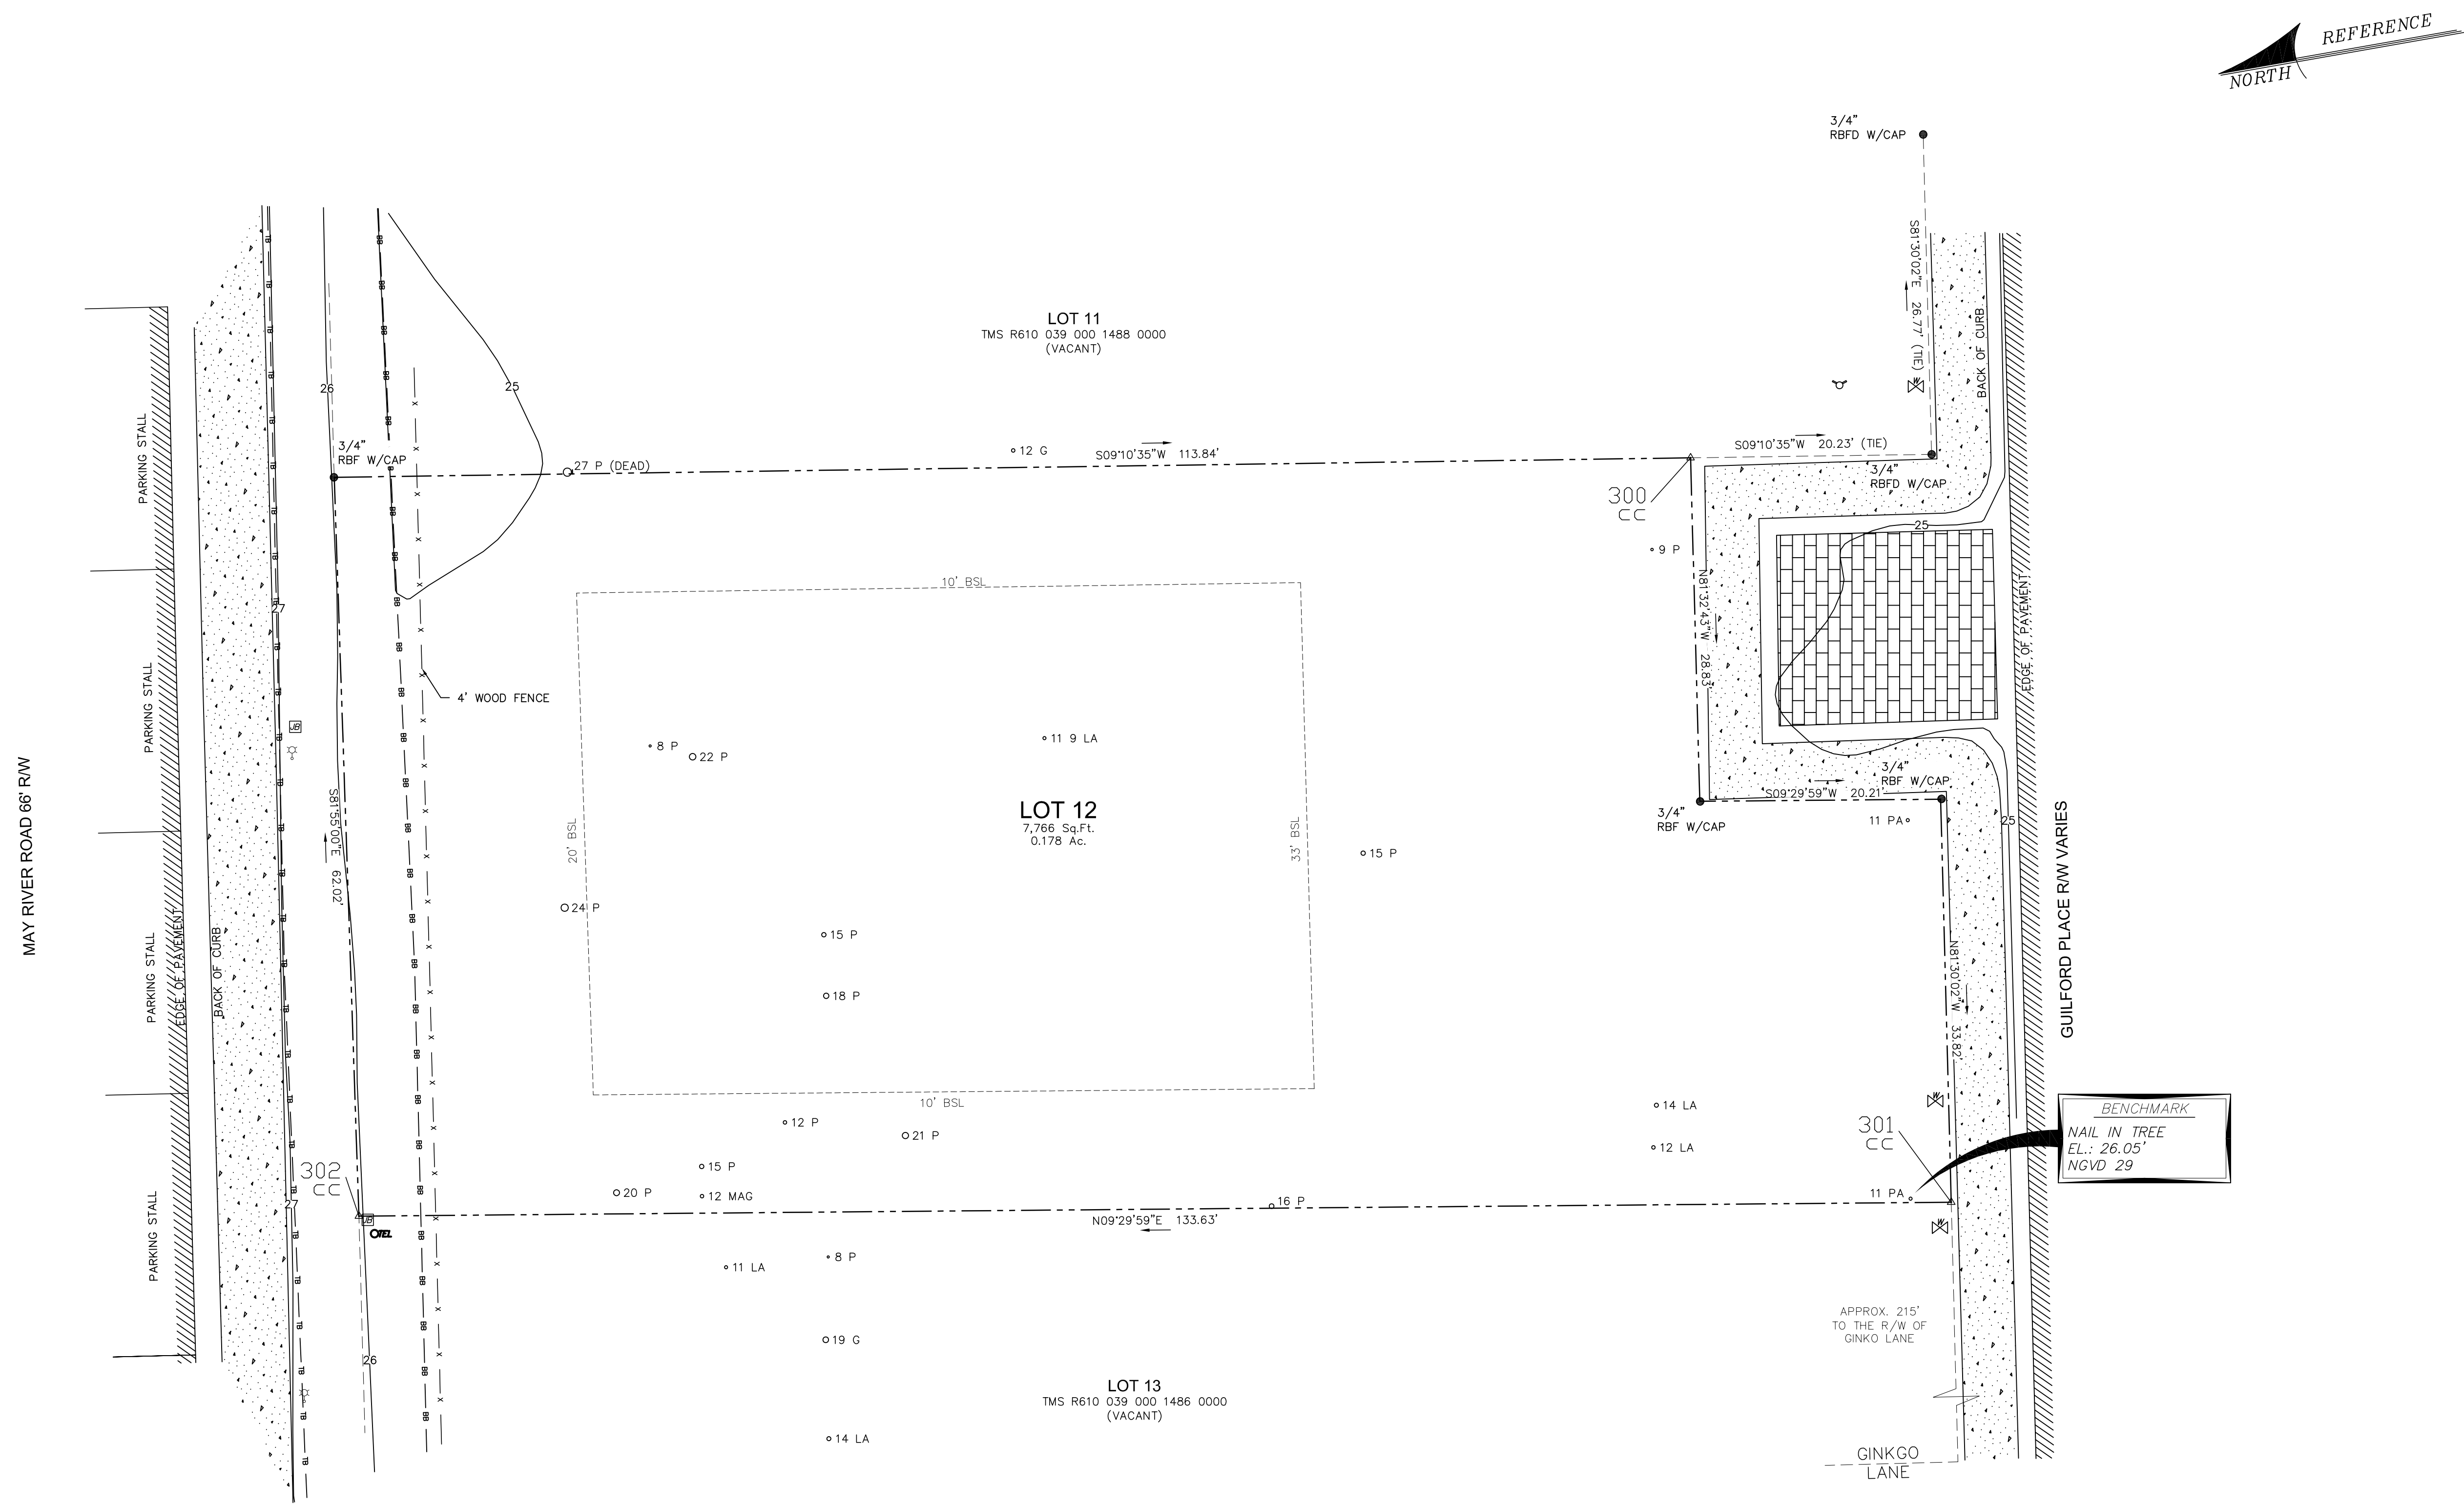 REFERENCE
NORTH
3/4"
RBFD W/CAP
S81°30'02"E 26.77' (TIE)
BACK OF CURB
LOT 11
TMS R610 039 000 1488 0000
(VACANT)
26
25
PARKING STALL
3/4"
RBF W/CAP
27 P (DEAD)
12 G
S09°10'35"W 113.84'
S09°10'35"W 20.23' (TIE)
W
3/4"
RBFD W/CAP
300
CC
25
9 P
N81°32'43"W 28.83'
EDGE OF PAVEMENT
10' BSL
27
4' WOOD FENCE
PARKING STALL
JB
8 P
22 P
11 9 LA
LOT 12
7,766 Sq.Ft.
0.178 Ac.
20' BSL
33' BSL
15 P
3/4"
RBF W/CAP
S09°29'59"W 20.21'
3/4"
RBF W/CAP
11 PA
25
MAY RIVER ROAD 66' R/W
GUILFORD PLACE R/W VARIES
S81°55'00"E 62.02'
24 P
15 P
18 P
PARKING STALL
EDGE OF PAVEMENT
BACK OF CURB
N81°30'02"W 33.82'
10' BSL
W
14 LA
12 P
21 P
301
CC
12 LA
BENCHMARK
NAIL IN TREE
EL.: 26.05'
NGVD 29
302
CC
15 P
20 P
12 MAG
16 P
11 PA
27
JB
TEL
N09°29'59"E 133.63'
W
PARKING STALL
8 P
11 LA
19 G
26
APPROX. 215'
TO THE R/W OF
GINKO LANE
LOT 13
TMS R610 039 000 1486 0000
(VACANT)
14 LA
GINKGO
LANE